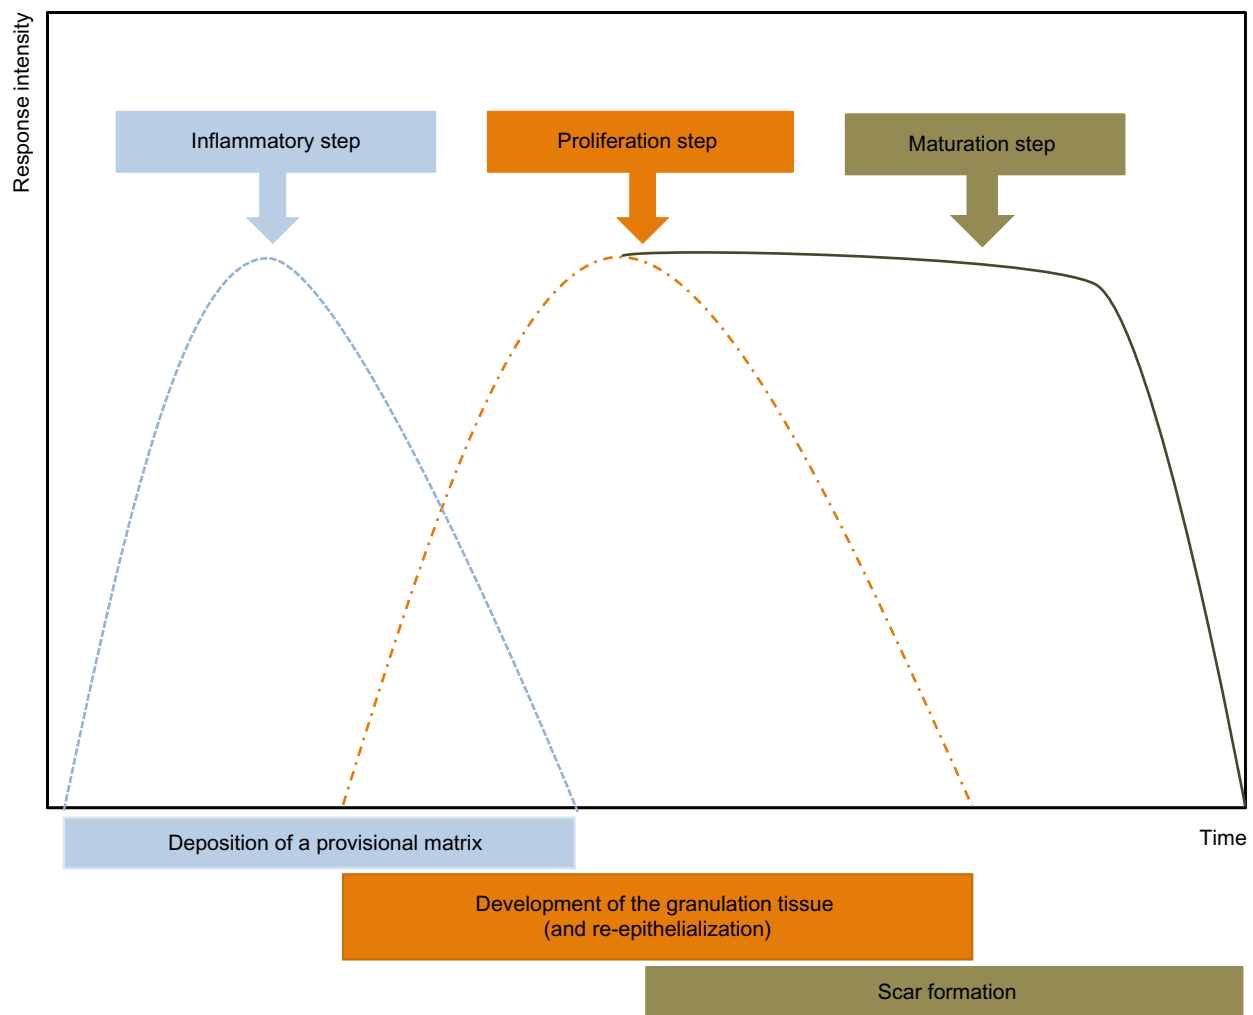 Response intensity
Inflammatory step
Proliferation step
Maturation step
Time
Deposition of a provisional matrix
Development of the granulation tissue
(and re-epithelialization)
Scar formation